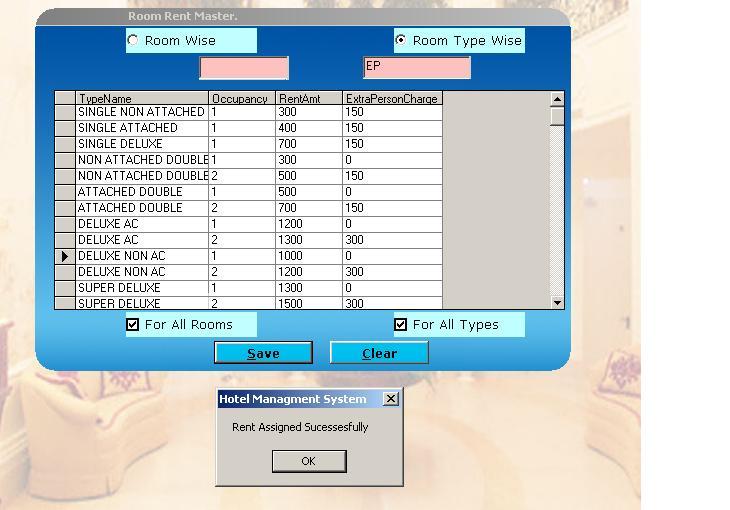 Room Rent Master.
Room Wise Room Type Wise
EP
TypeName Occupancy RentAmt ExtraPersonCharge
SINGLE NON ATTACHED 1 300 150
SINGLE ATTACHED 1 400 150
SINGLE DELUXE 1 700 150
NON ATTACHED DOUBLE 1 300 0
NON ATTACHED DOUBLE 2 500 150
ATTACHED DOUBLE 1 500 0
ATTACHED DOUBLE 2 700 150
DELUXE AC 1 1200 0
DELUXE AC 2 1300 300
DELUXE NON AC 1 1000 0
DELUXE NON AC 2 1200 300
SUPER DELUXE 1 1300 0
SUPER DELUXE 2 1500 300
For All Rooms For All Types
Save Clear
Hotel Managment System
Rent Assigned Sucessesfully
OK